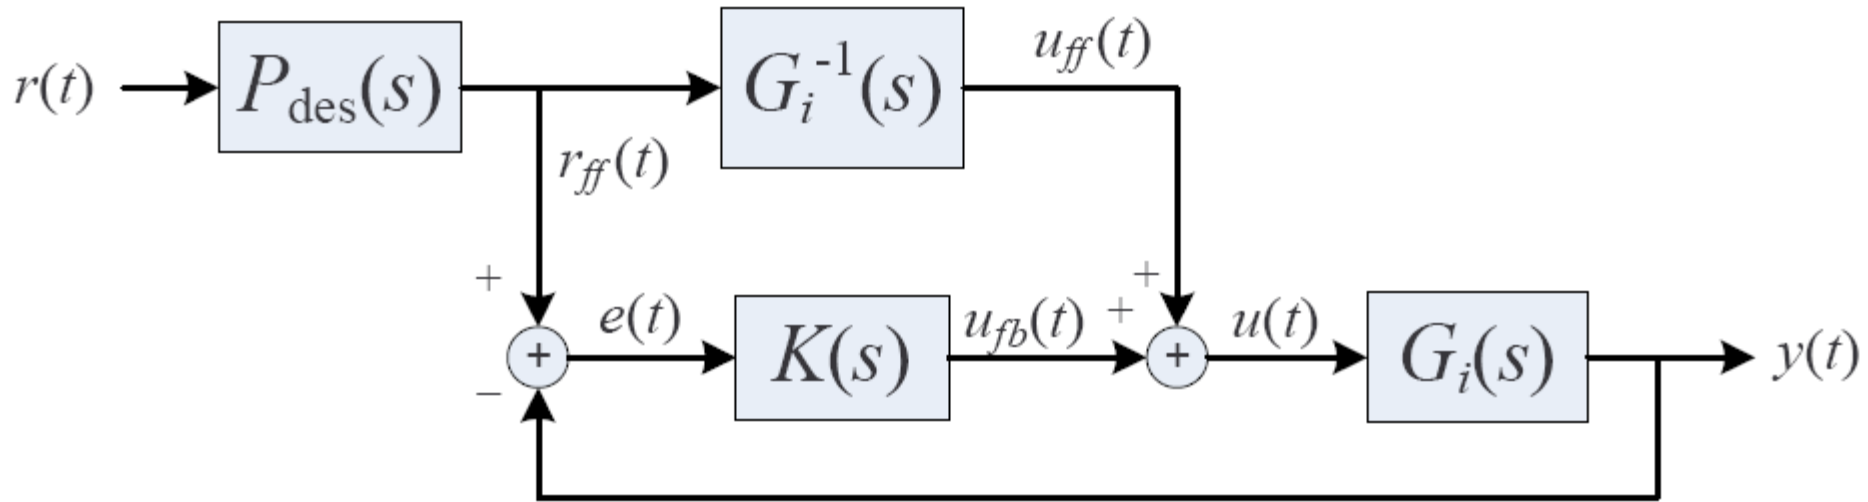 r(t)
P_des(s)
G_i^-1(s)
u_ff(t)
r_ff(t)
+
−
+
e(t)
K(s)
u_fb(t)
+
+
+
u(t)
G_i(s)
y(t)